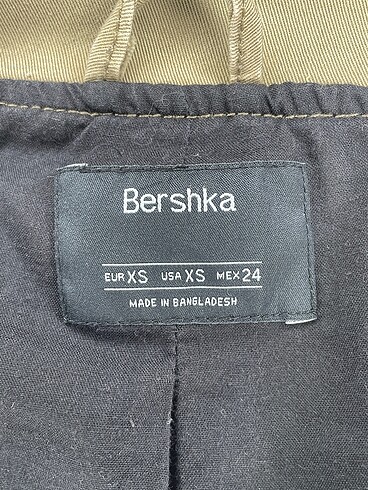 Bershka
EUR XS USA XS MEX 24
MADE IN BANGLADESH